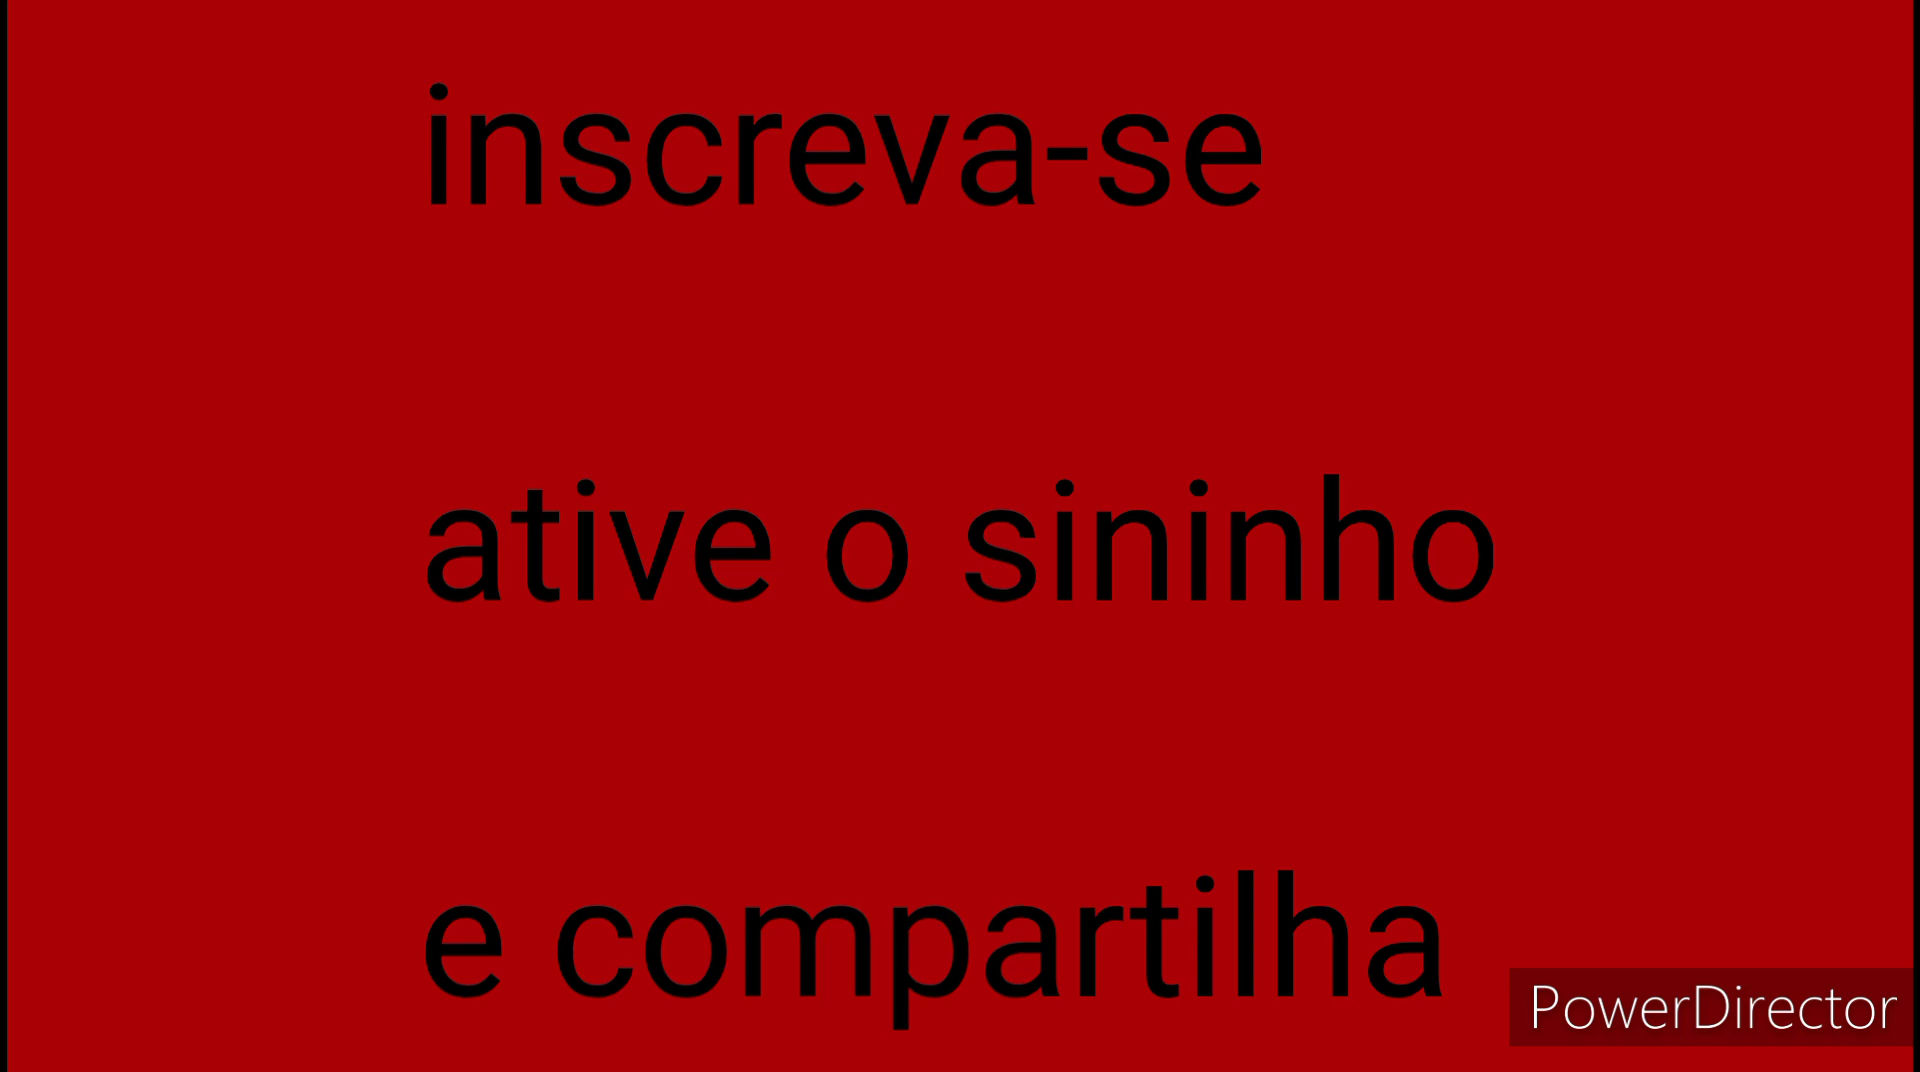 inscreva-se
ative o sininho
e compartilha
PowerDirector